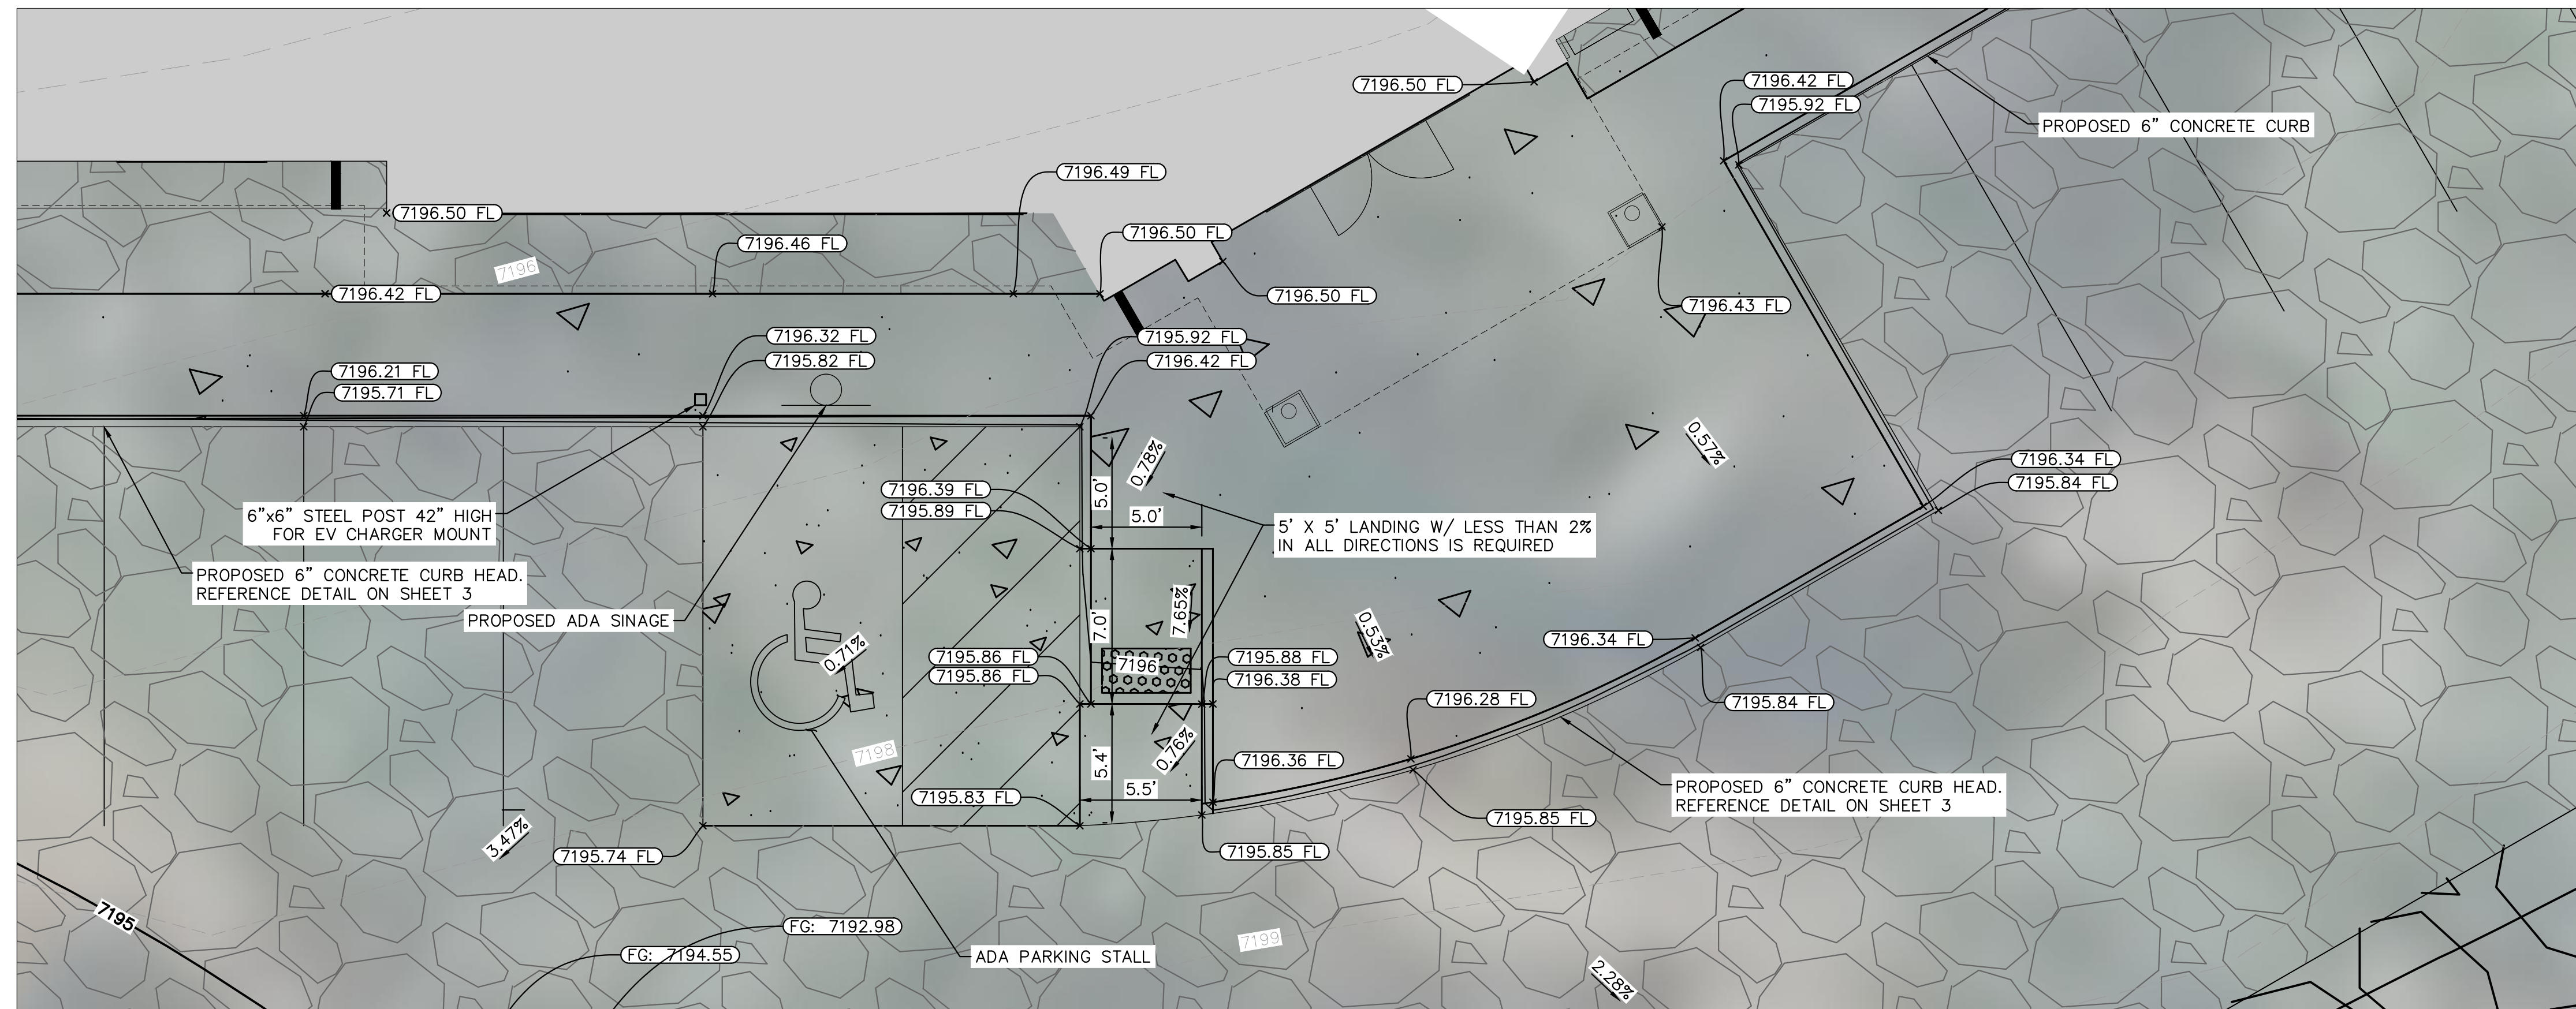 7196.50 FL
7196.42 FL
7195.92 FL
PROPOSED 6" CONCRETE CURB
7196.49 FL
7196.50 FL
7196.50 FL
7196.46 FL
7196
7196.42 FL
7196.50 FL
7196.43 FL
7196.32 FL
7195.82 FL
7195.92 FL
7196.42 FL
7196.21 FL
7195.71 FL
0.78%
0.57%
7196.34 FL
7195.84 FL
7196.39 FL
7195.89 FL
5.0'
5.0'
6"x6" STEEL POST 42" HIGH
FOR EV CHARGER MOUNT
5' X 5' LANDING W/ LESS THAN 2%
IN ALL DIRECTIONS IS REQUIRED
PROPOSED 6" CONCRETE CURB HEAD.
REFERENCE DETAIL ON SHEET 3
PROPOSED ADA SINAGE
7.0'
7.65%
0.53%
7196.34 FL
0.71%
7195.86 FL
7195.86 FL
7196
7195.88 FL
7196.38 FL
7196.28 FL
7195.84 FL
7198
5.4'
0.76%
7196.36 FL
5.5'
7195.83 FL
PROPOSED 6" CONCRETE CURB HEAD.
REFERENCE DETAIL ON SHEET 3
7195.85 FL
3.47%
7195.74 FL
7195.85 FL
7195
FG: 7192.98
FG: 7194.55
ADA PARKING STALL
7199
2.28%